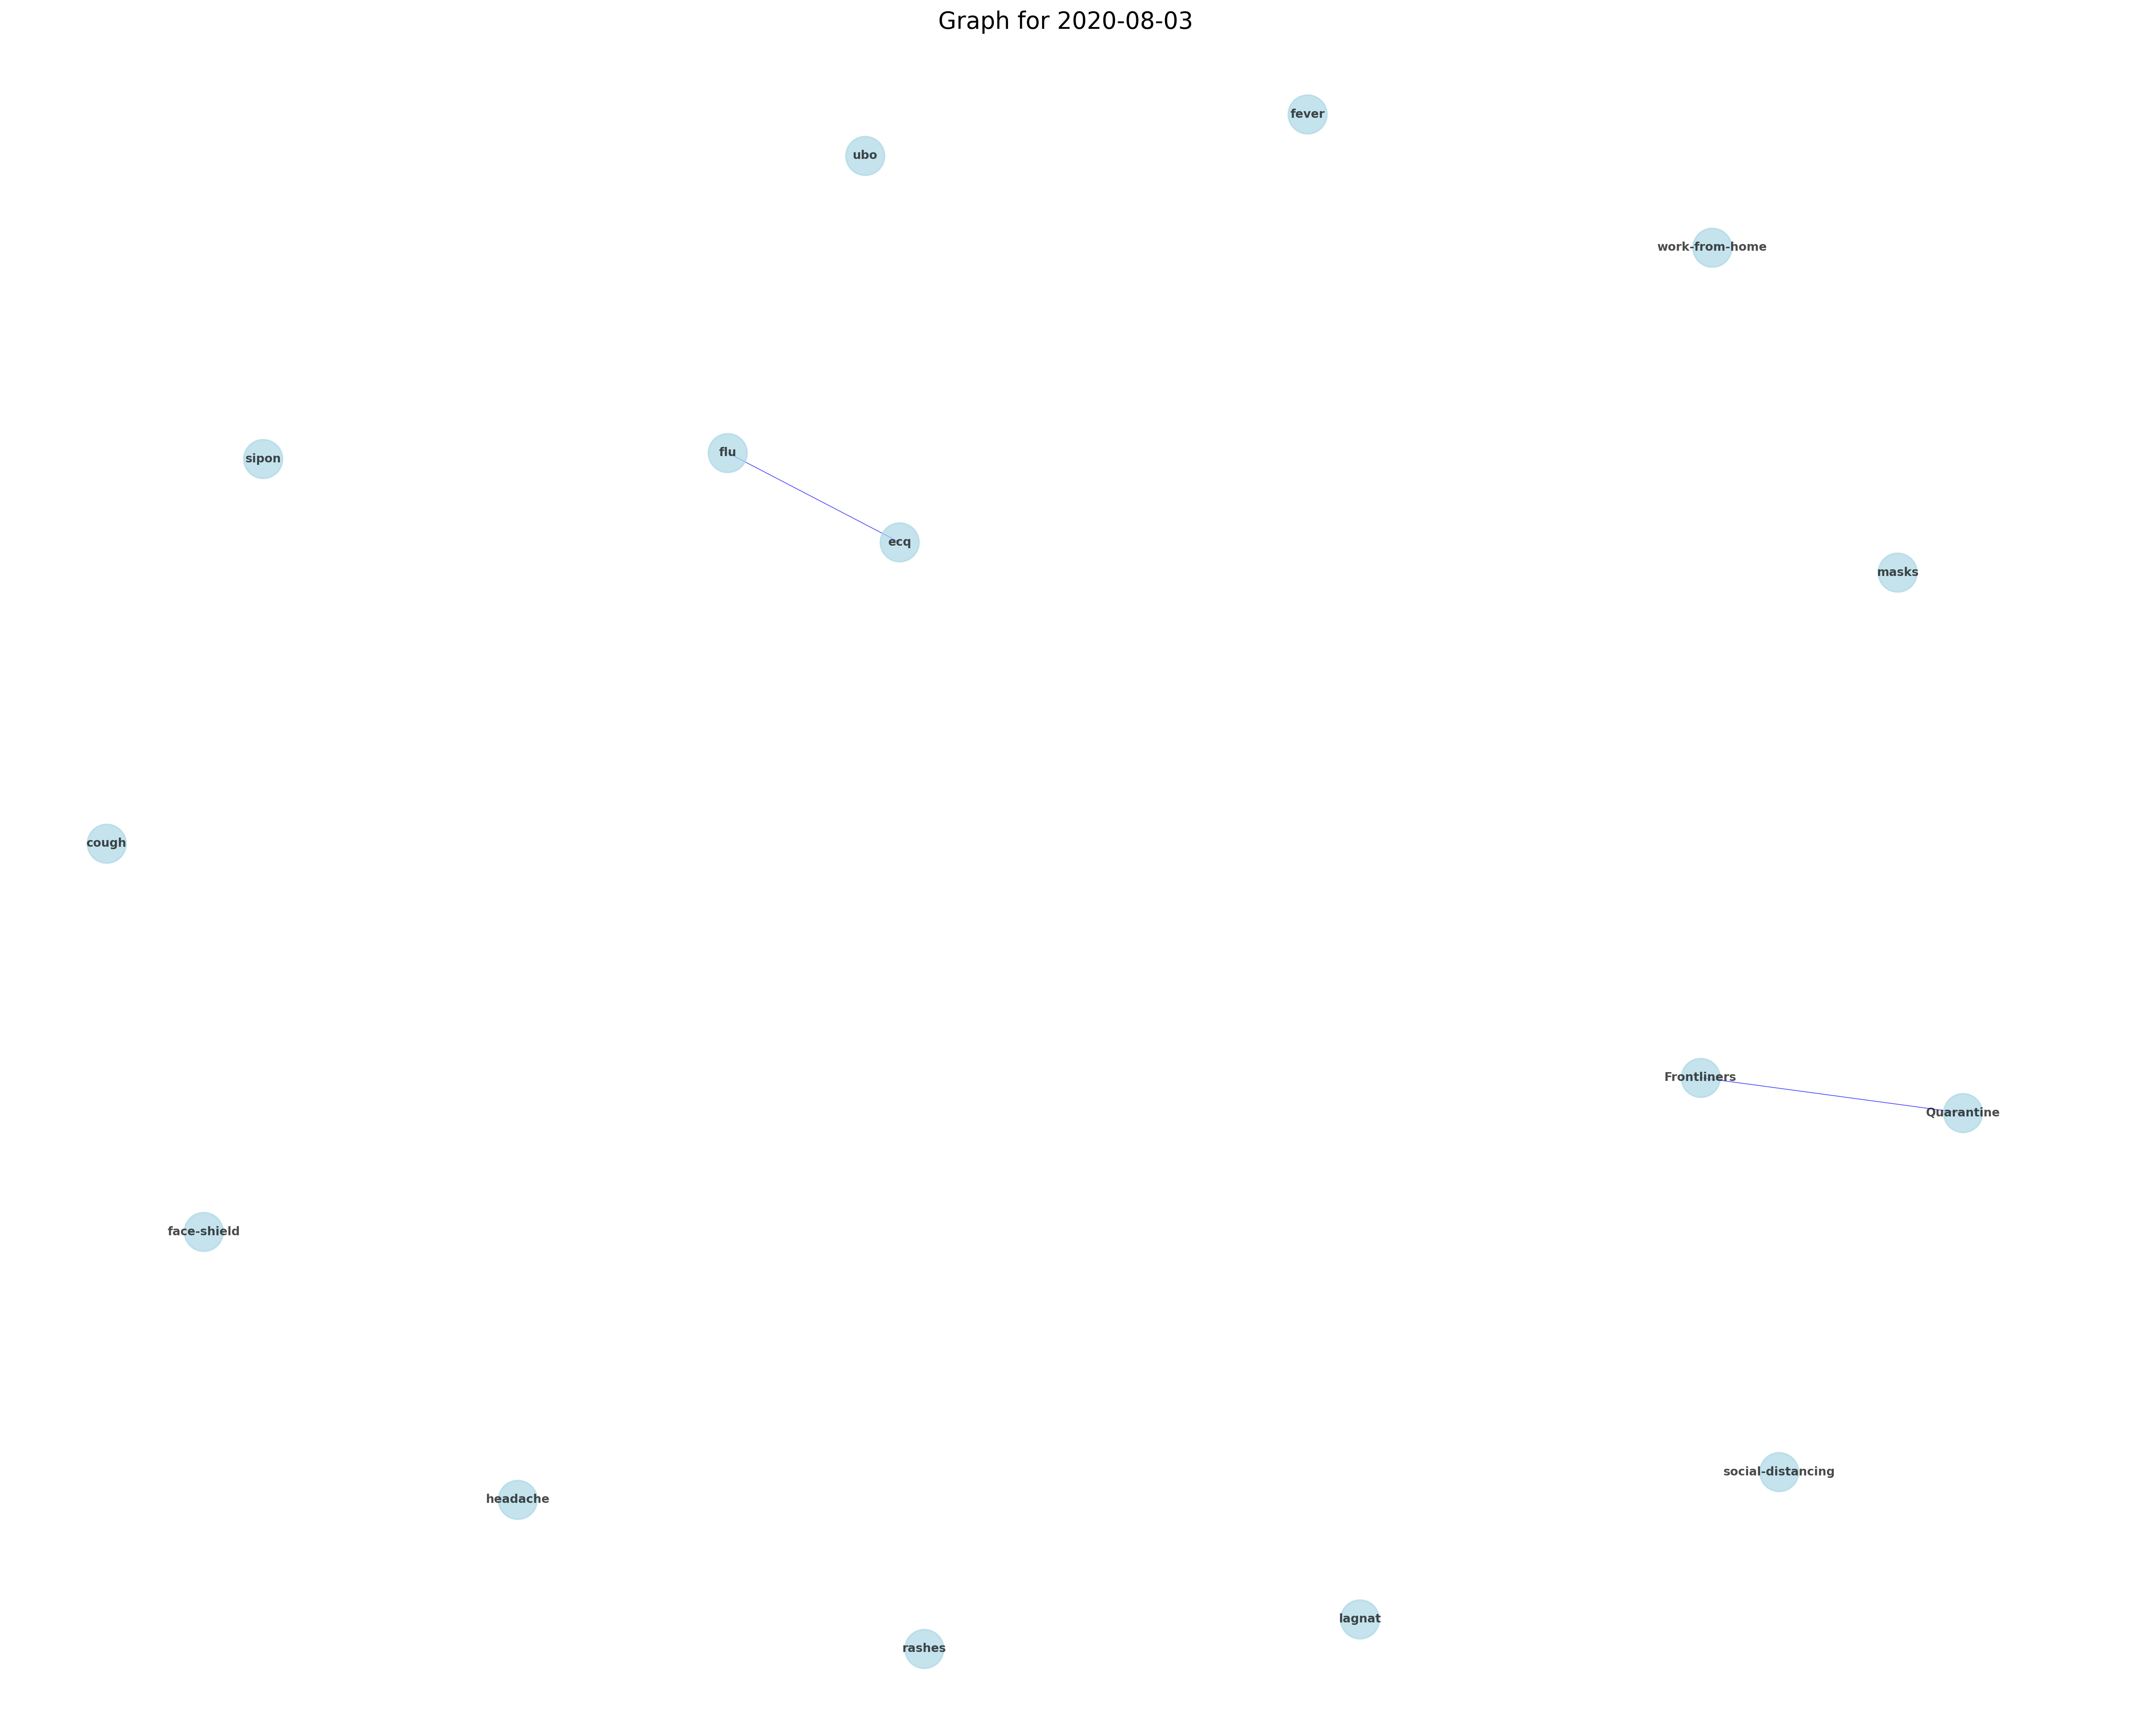 Graph for 2020-08-03
fever
ubo
work-from-home
flu
sipon
ecq
masks
cough
Frontliners
Quarantine
face-shield
social-distancing
headache
lagnat
rashes